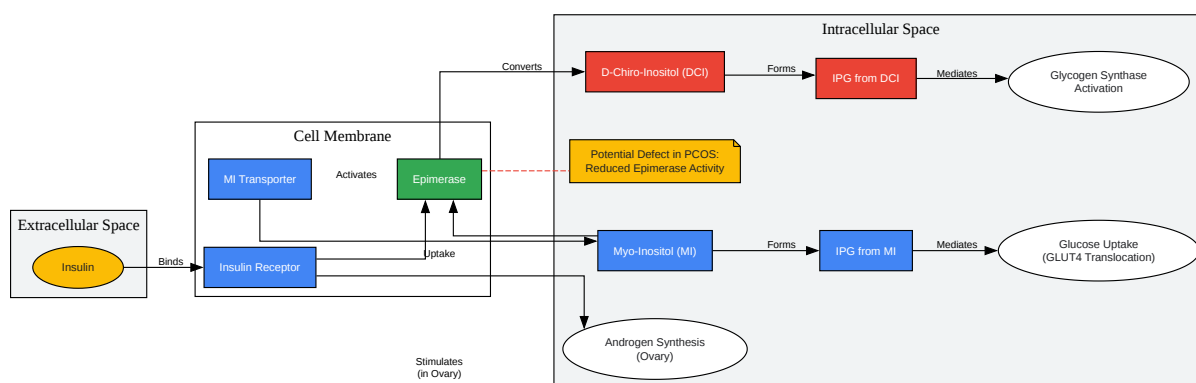 Intracellular Space
Converts
D-Chiro-Inositol (DCI)
Forms
IPG from DCI
Mediates
Glycogen Synthase
Activation
Cell Membrane
MI Transporter
Activates
Epimerase
Potential Defect in PCOS:
Reduced Epimerase Activity
Extracellular Space
Insulin
Binds
Insulin Receptor
Uptake
Myo-Inositol (MI)
Forms
IPG from MI
Mediates
Glucose Uptake
(GLUT4 Translocation)
Androgen Synthesis
(Ovary)
Stimulates
(in Ovary)